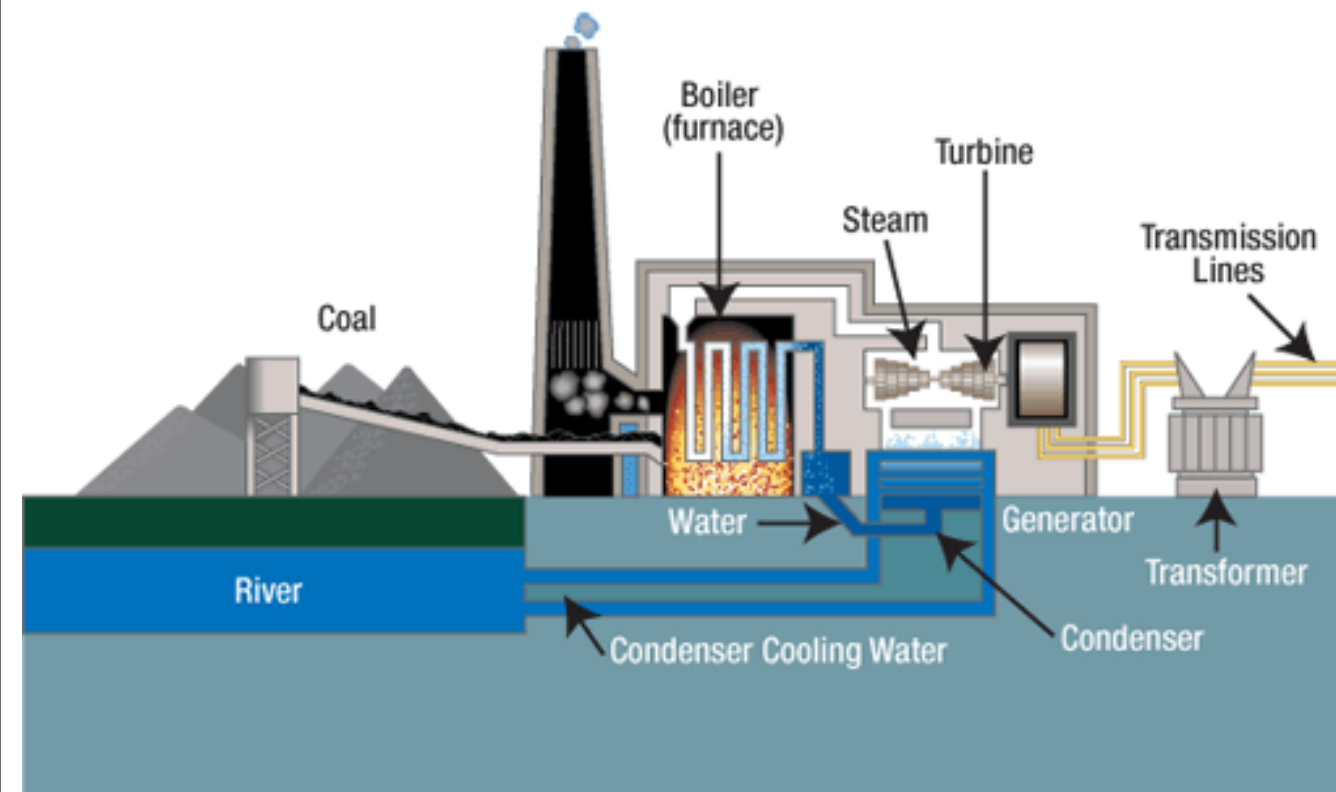 Boiler
(furnace)
Turbine
Steam
Transmission
Lines
Coal
Water
Generator
Transformer
River
Condenser Cooling Water
Condenser